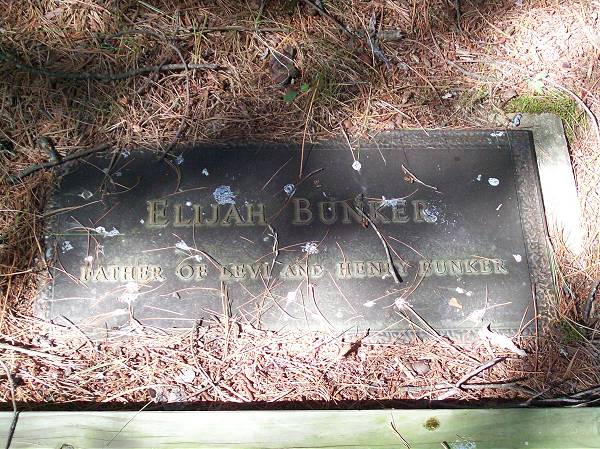 Elijah Bunker
Father of Levi and Henry Bunker